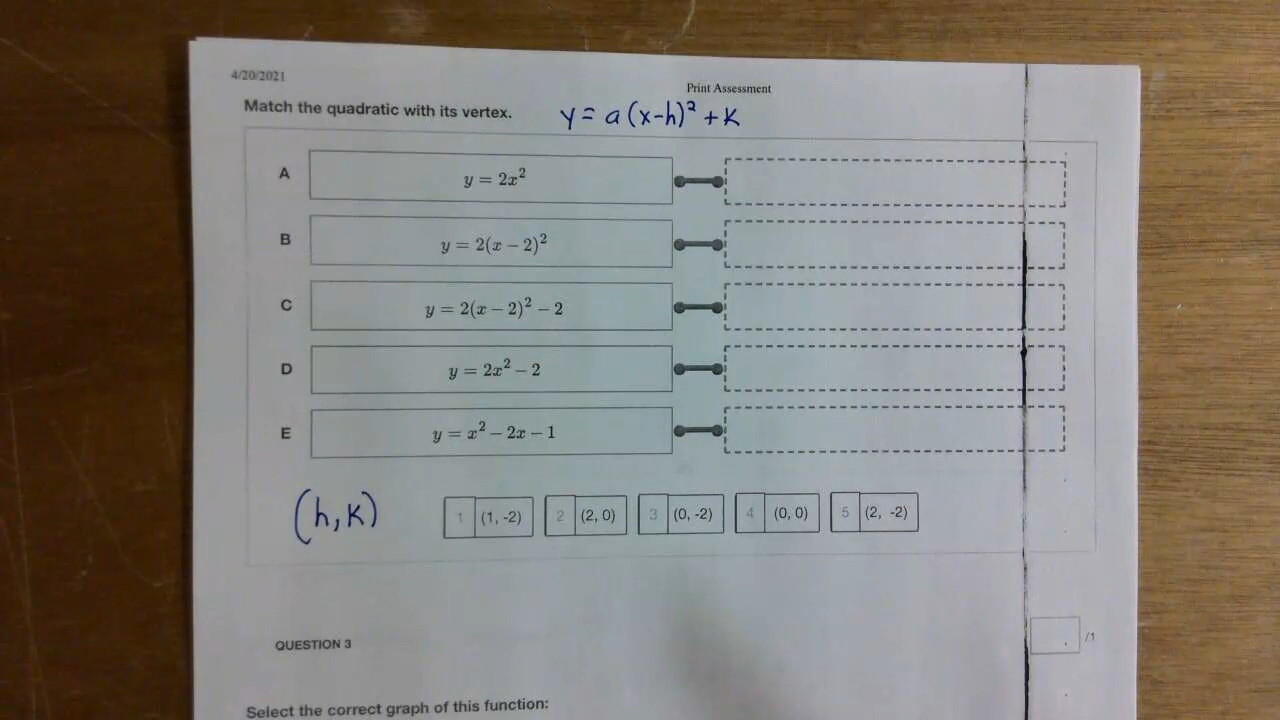 4/20/2021
Print Assessment
Match the quadratic with its vertex. y = a(x-h)² + k
A y = 2x²
B y = 2(x − 2)²
C y = 2(x − 2)² − 2
D y = 2x² − 2
E y = x² − 2x − 1
(h,k) 1 (1, -2) 2 (2, 0) 3 (0, -2) 4 (0, 0) 5 (2, -2)
QUESTION 3 /1
Select the correct graph of this function: